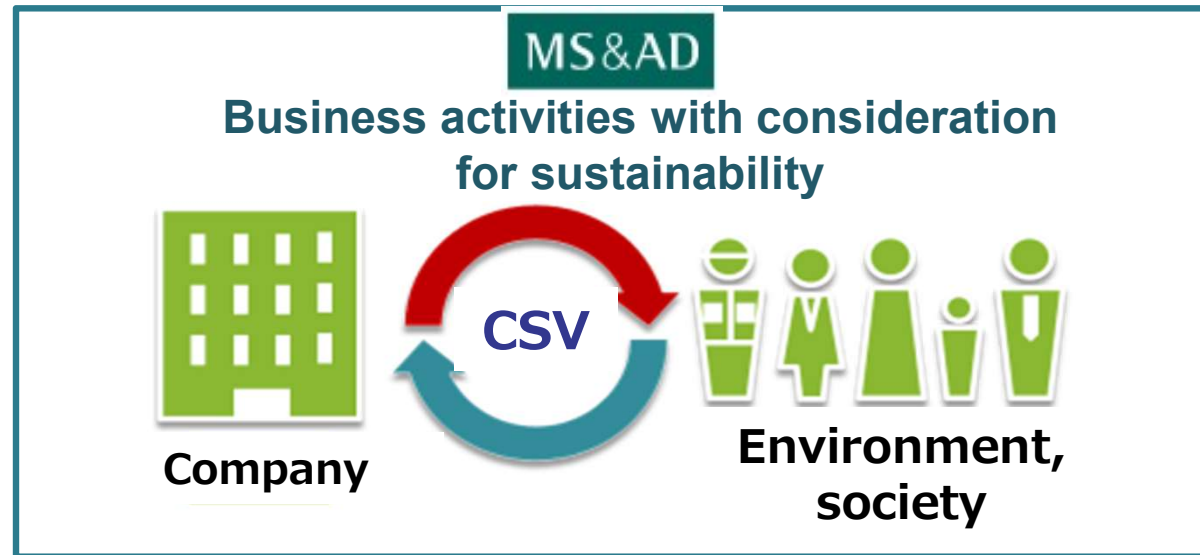 MS&AD
Business activities with consideration
for sustainability
CSV
Company
Environment,
society